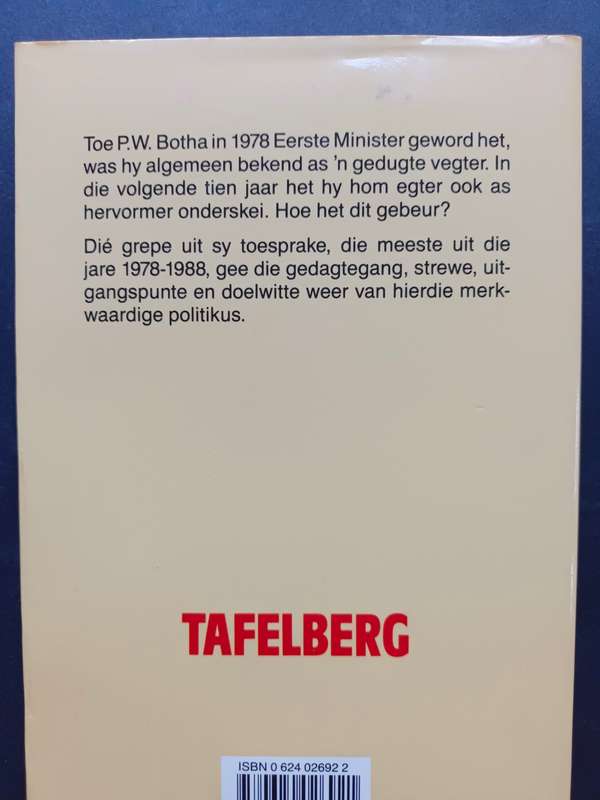 Toe P.W. Botha in 1978 Eerste Minister geword het,
was hy algemeen bekend as 'n gedugte vegter. In
die volgende tien jaar het hy hom egter ook as
hervormer onderskei. Hoe het dit gebeur?
Dié grepe uit sy toesprake, die meeste uit die
jare 1978-1988, gee die gedagtegang, strewe, uit-
gangspunte en doelwitte weer van hierdie merk-
waardige politikus.
TAFELBERG
ISBN 0 624 02692 2